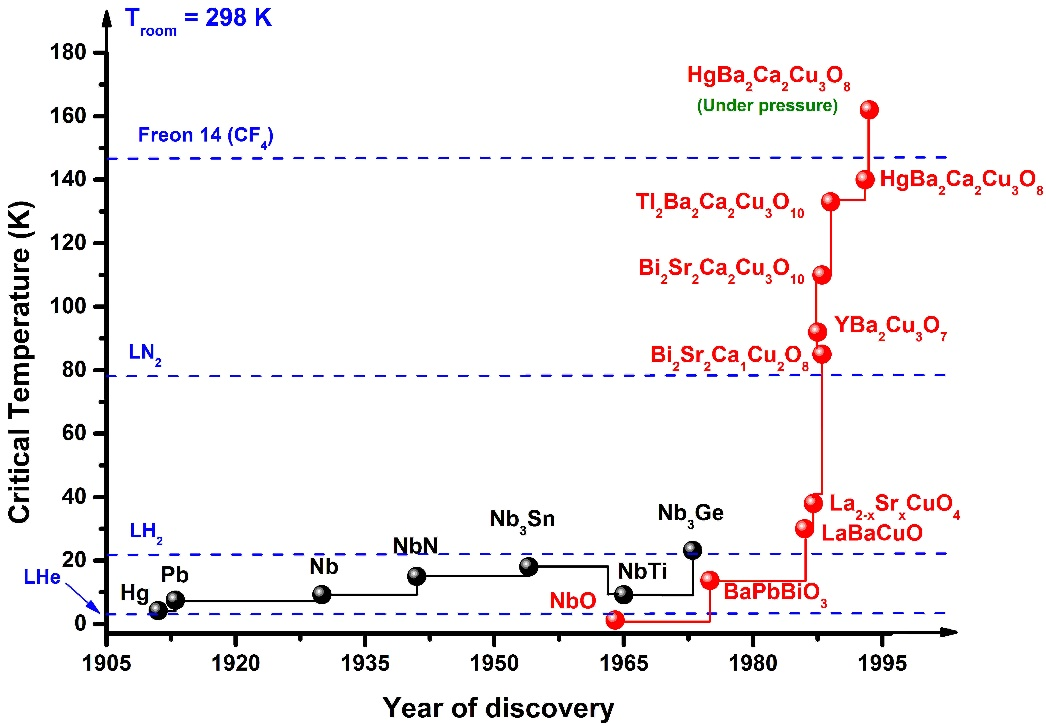 T_room = 298 K
180
160
140
120
100
80
60
40
20
0
Critical Temperature (K)
HgBa₂Ca₂Cu₃O₈
(Under pressure)
Freon 14 (CF₄)
HgBa₂Ca₂Cu₃O₈
Tl₂Ba₂Ca₂Cu₃O₁₀
Bi₂Sr₂Ca₂Cu₃O₁₀
YBa₂Cu₃O₇
LN₂
Bi₂Sr₂Ca₁Cu₂O₈
La₂₋ₓSrₓCuO₄
LH₂
Nb₃Sn
Nb₃Ge
LaBaCuO
NbN
LHe
Hg
Pb
Nb
NbTi
NbO
BaPbBiO₃
1905
1920
1935
1950
1965
1980
1995
Year of discovery